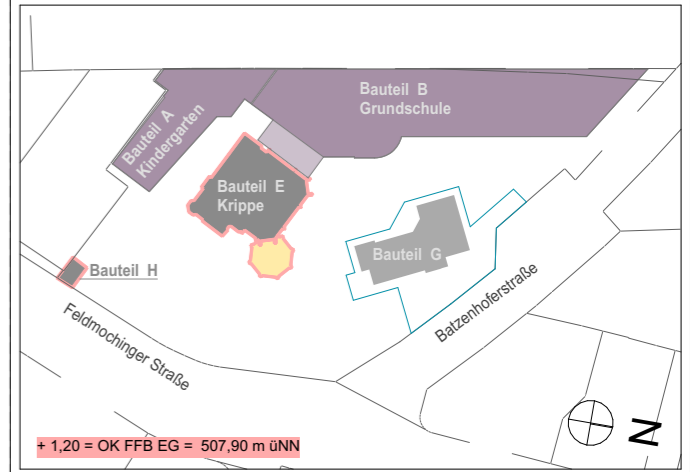 Bauteil B
Grundschule
Bauteil A
Kindergarten
Bauteil E
Krippe
Bauteil G
Bauteil H
Batzenhoferstraße
Feldmochinger Straße
+ 1,20 = OK FFB EG = 507,90 m üNN
N